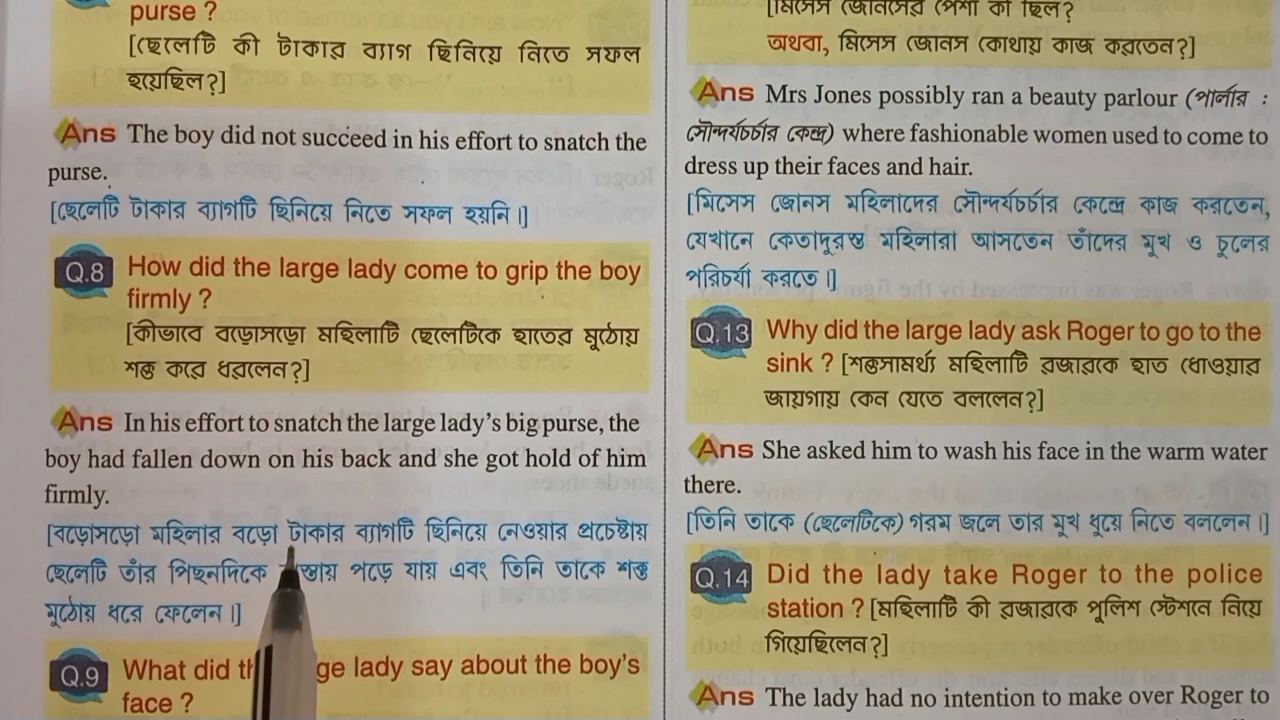 purse ?
[ছেলেটি কী টাকার ব্যাগ ছিনিয়ে নিতে সফল
হয়েছিল?]
Ans The boy did not succeed in his effort to snatch the
purse.
[ছেলেটি টাকার ব্যাগটি ছিনিয়ে নিতে সফল হয়নি।]
Q.8 How did the large lady come to grip the boy
firmly ?
[কীভাবে বড়োসড়ো মহিলাটি ছেলেটিকে হাতের মুঠোয়
শক্ত করে ধরলেন?]
Ans In his effort to snatch the large lady's big purse, the
boy had fallen down on his back and she got hold of him
firmly.
[বড়োসড়ো মহিলার বড়ো টাকার ব্যাগটি ছিনিয়ে নেওয়ার প্রচেষ্টায়
ছেলেটি তাঁর পিছনদিকে পড়ে যায় এবং তিনি তাকে শক্ত
মুঠোয় ধরে ফেলেন।]
Q.9 What did lady say about the boy's
face ?
[মিসেস জোনসের পেশা কী ছিল?
অথবা, মিসেস জোনস কোথায় কাজ করতেন?]
Ans Mrs Jones possibly ran a beauty parlour (পার্লার :
সৌন্দর্যচর্চার কেন্দ্র) where fashionable women used to come to
dress up their faces and hair.
[মিসেস জোনস মহিলাদের সৌন্দর্যচর্চার কেন্দ্রে কাজ করতেন,
যেখানে কেতাদুরস্ত মহিলারা আসতেন তাঁদের মুখ ও চুলের
পরিচর্যা করতে।]
Q.13 Why did the large lady ask Roger to go to the
sink ? [শক্তসামর্থ্য মহিলাটি রজারকে হাত ধোওয়ার
জায়গায় কেন যেতে বললেন?]
Ans She asked him to wash his face in the warm water
there.
[তিনি তাকে (ছেলেটিকে) গরম জলে তার মুখ ধুয়ে নিতে বললেন।]
Q.14 Did the lady take Roger to the police
station ? [মহিলাটি কী রজারকে পুলিশ স্টেশনে নিয়ে
গিয়েছিলেন?]
Ans The lady had no intention to make over Roger to